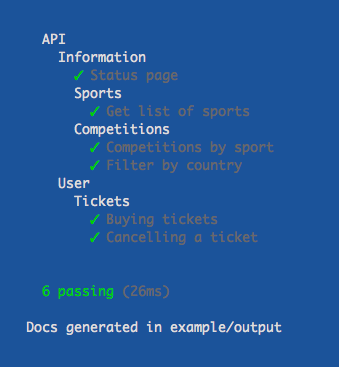 API
Information
✓ Status page
Sports
✓ Get list of sports
Competitions
✓ Competitions by sport
✓ Filter by country
User
Tickets
✓ Buying tickets
✓ Cancelling a ticket
6 passing (26ms)
Docs generated in example/output